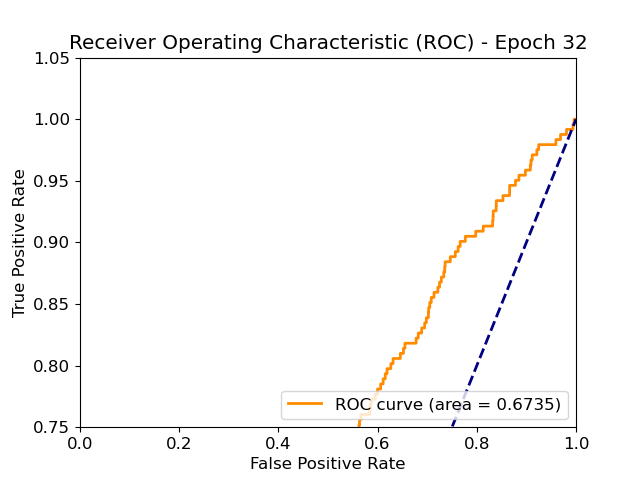 Receiver Operating Characteristic (ROC) - Epoch 32
True Positive Rate
1.05
1.00
0.95
0.90
0.85
0.80
0.75
ROC curve (area = 0.6735)
0.0 0.2 0.4 0.6 0.8 1.0
False Positive Rate